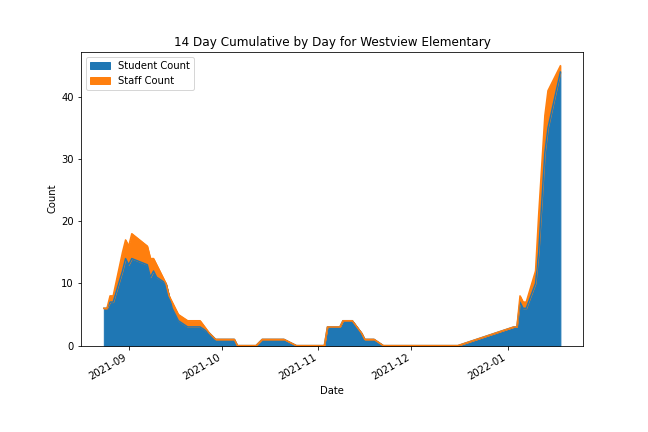 14 Day Cumulative by Day for Westview Elementary
Student Count
Staff Count
Count
40
30
20
10
0
2021-09
2021-10
2021-11
2021-12
2022-01
Date